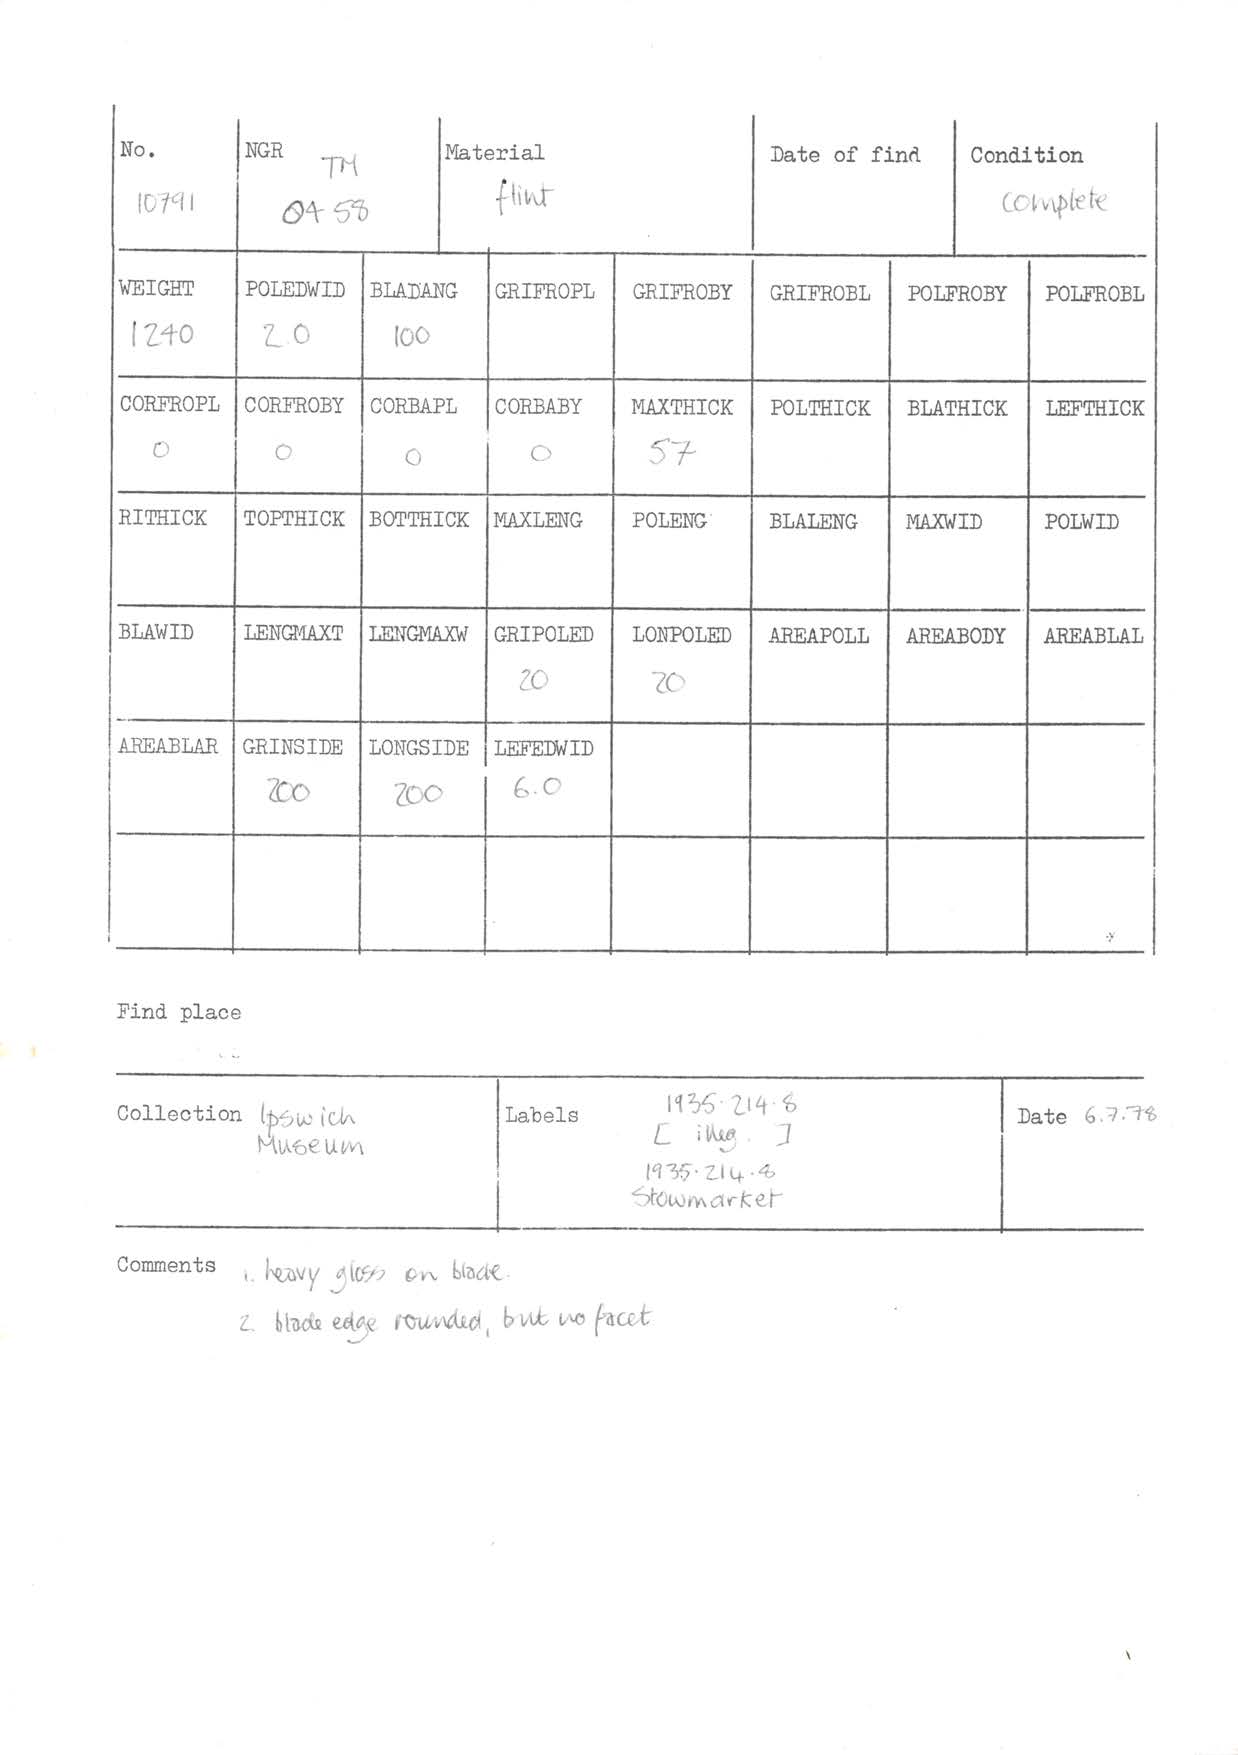 No. NGR Material Date of find Condition
TM
10791 04 58 flint complete
WEIGHT POLEDWID BLADANG GRIFROPL GRIFROBY GRIFROBL POLFROBY POLFROBL
1240 2.0 100
CORFROPL CORFROBY CORBAPL CORBABY MAXTHICK POLTHICK BLATHICK LEFTHICK
0 0 0 0 57
RITHICK TOPTHICK BOTTHICK MAXLENG POLENG BLALENG MAXWID POLWID
BLAWID LENGMAXT LENGMAXW GRIPOLED LONPOLED AREAPOLL AREABODY AREABLAL
20 20
AREABLAR GRINSIDE LONGSIDE LEFEDWID
200 200 6.0
Find place
Collection Ipswich
Museum
Labels 1935.214.8
[ illeg. ]
1935.214.8
Stowmarket
Date 6.7.78
Comments 1. heavy gloss on blade.
2. blade edge rounded, but no facet